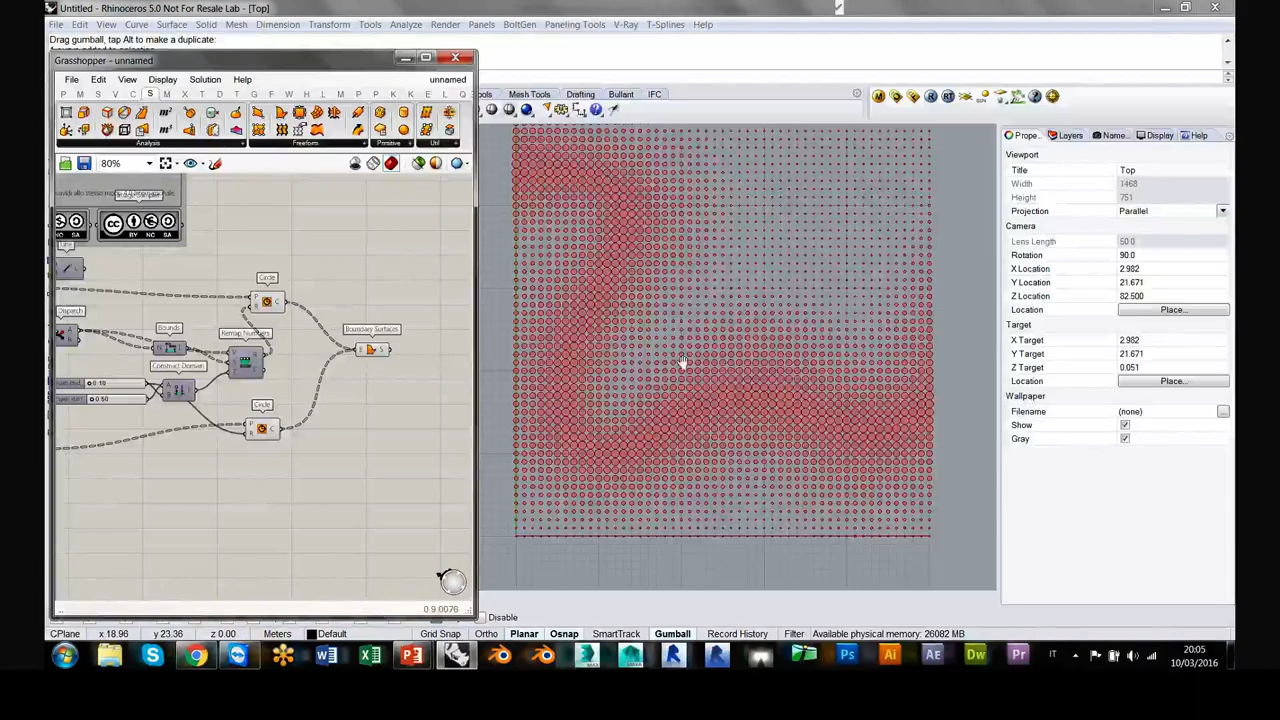 Untitled - Rhinoceros 5.0 Not For Resale Lab - [Top]
File Edit View Curve Surface Solid Mesh Dimension Transform Tools Analyze Render Panels BoltGen Paneling Tools V-Ray T-Splines Help
Drag gumball, tap Alt to make a duplicate:
Grasshopper - unnamed
File Edit View Display Solution Help unnamed
P M S V C S M X M A D T T W H L M P C K K E L Q
Mesh Tools Drafting Bullant IFC
Analysis Freeform Primitive Util
80%
Circle
Dispatch
Bounds
Remap Numbers
Boundary Surfaces
Construct Domain
0 10
0 50
Circle
0.9.0076
Disable
Prope... Layers Name... Display Help
Viewport
Title Top
Width 1468
Height 751
Projection Parallel
Camera
Lens Length 50.0
Rotation 90.0
X Location 2.982
Y Location 21.671
Z Location 82.500
Location Place...
Target
X Target 2.982
Y Target 21.671
Z Target 0.051
Location Place...
Wallpaper
Filename (none)
Show
Gray
CPlane x 18.96 y 23.36 z 0.00 Meters Default Grid Snap Ortho Planar Osnap SmartTrack Gumball Record History Filter Available physical memory: 26082 MB
IT 20:05
10/03/2016